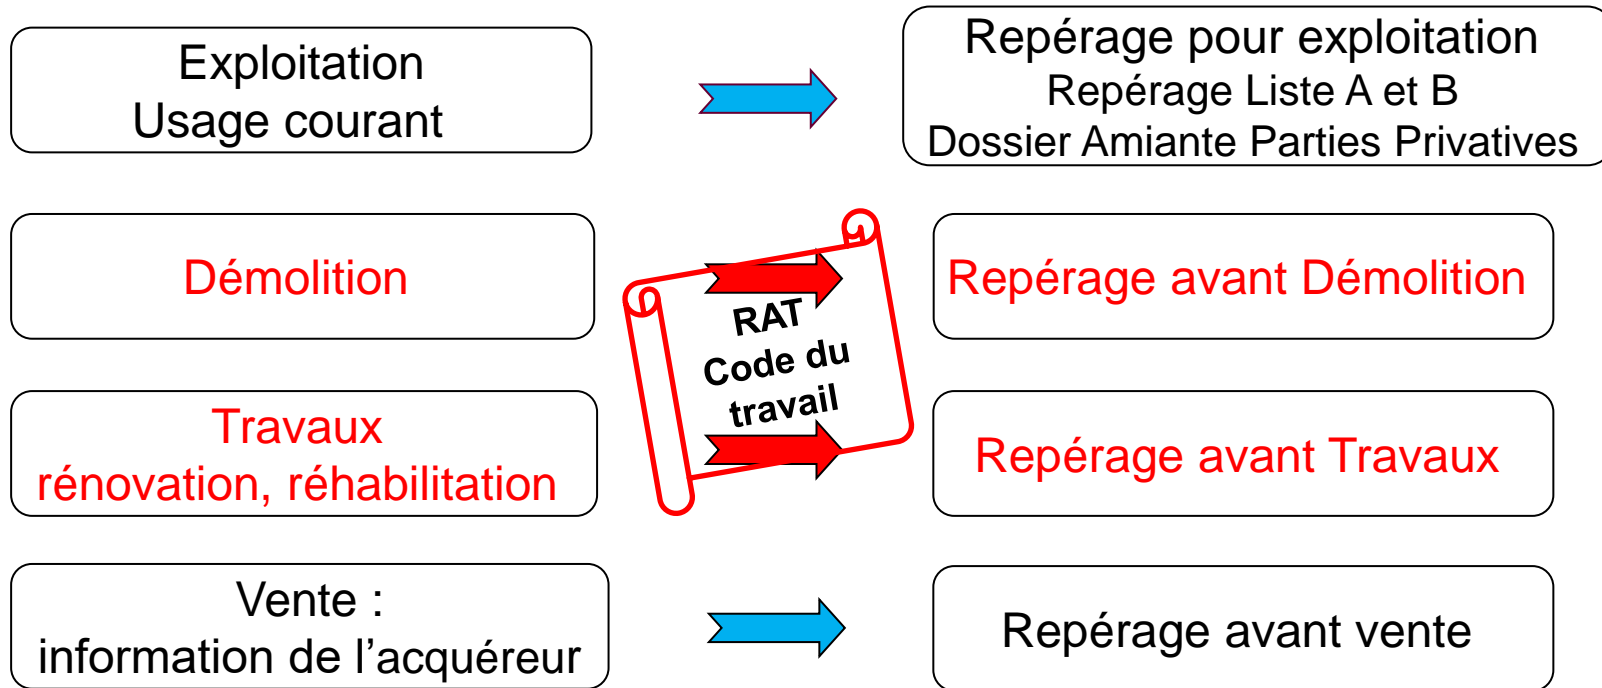 Exploitation
Usage courant
Repérage pour exploitation
Repérage Liste A et B
Dossier Amiante Parties Privatives
Démolition
RAT
Code du
travail
Repérage avant Démolition
Travaux
rénovation, réhabilitation
Repérage avant Travaux
Vente :
information de l’acquéreur
Repérage avant vente